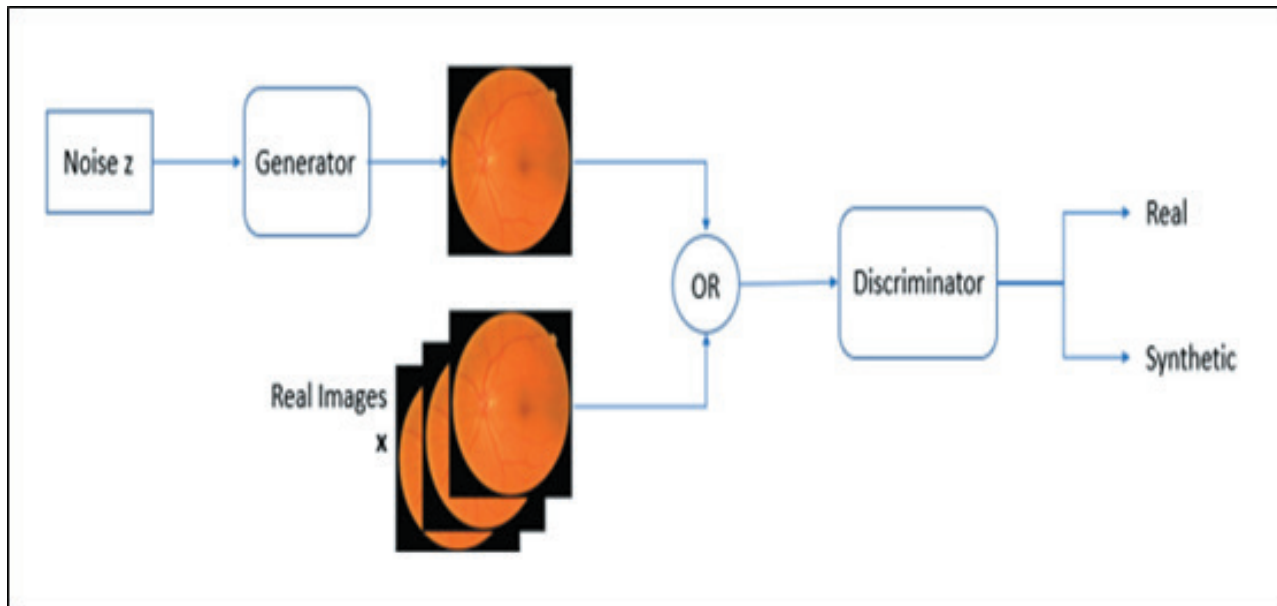 Noise z
Generator
Real Images
x
OR
Discriminator
Real
Synthetic